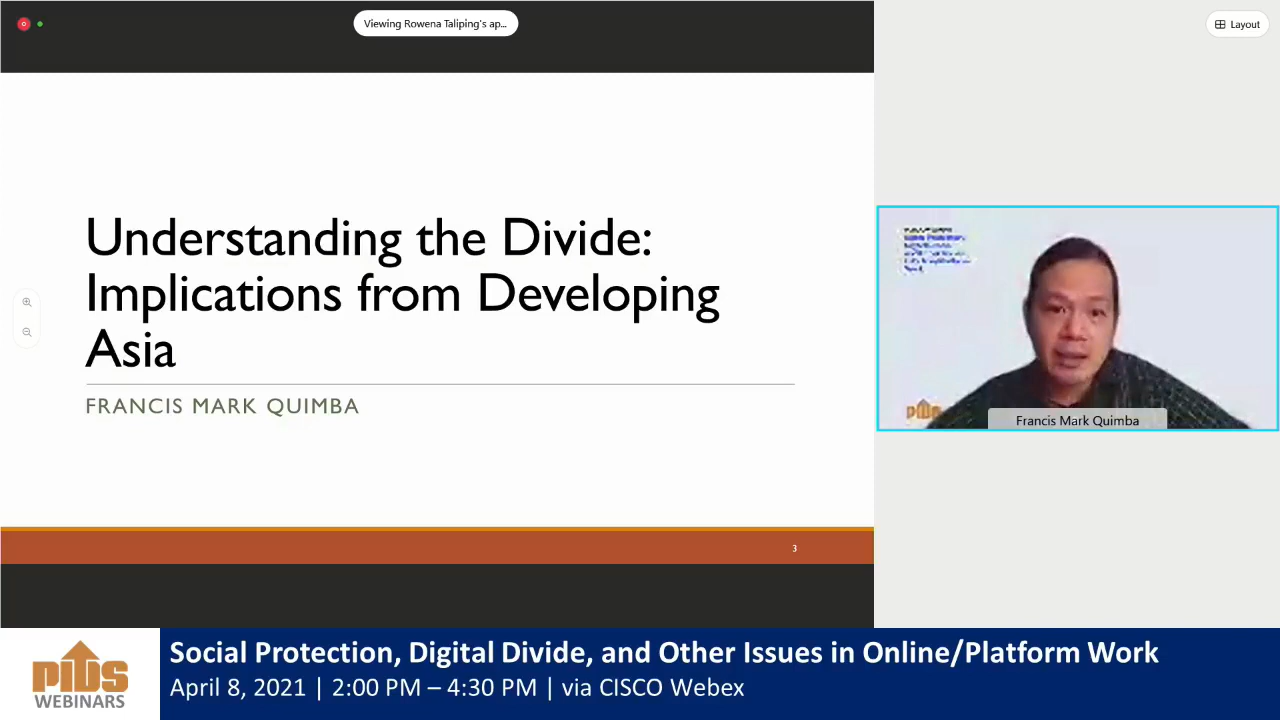 Viewing Rowena Taliping's ap...
Layout
Understanding the Divide:
Implications from Developing
Asia
FRANCIS MARK QUIMBA
3
PIDS
Francis Mark Quimba
PIDS
WEBINARS
Social Protection, Digital Divide, and Other Issues in Online/Platform Work
April 8, 2021 | 2:00 PM – 4:30 PM | via CISCO Webex